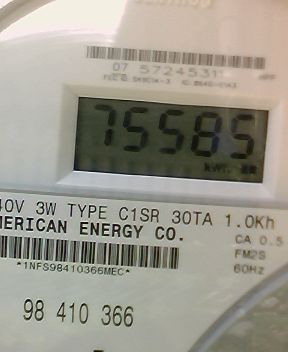 07 5724531
75585
40V 3W TYPE C1SR 30TA 1.0Kh
MERICAN ENERGY CO.
CA 0.5
FM2S
*1NFS98410366MEC*
60Hz
98 410 366